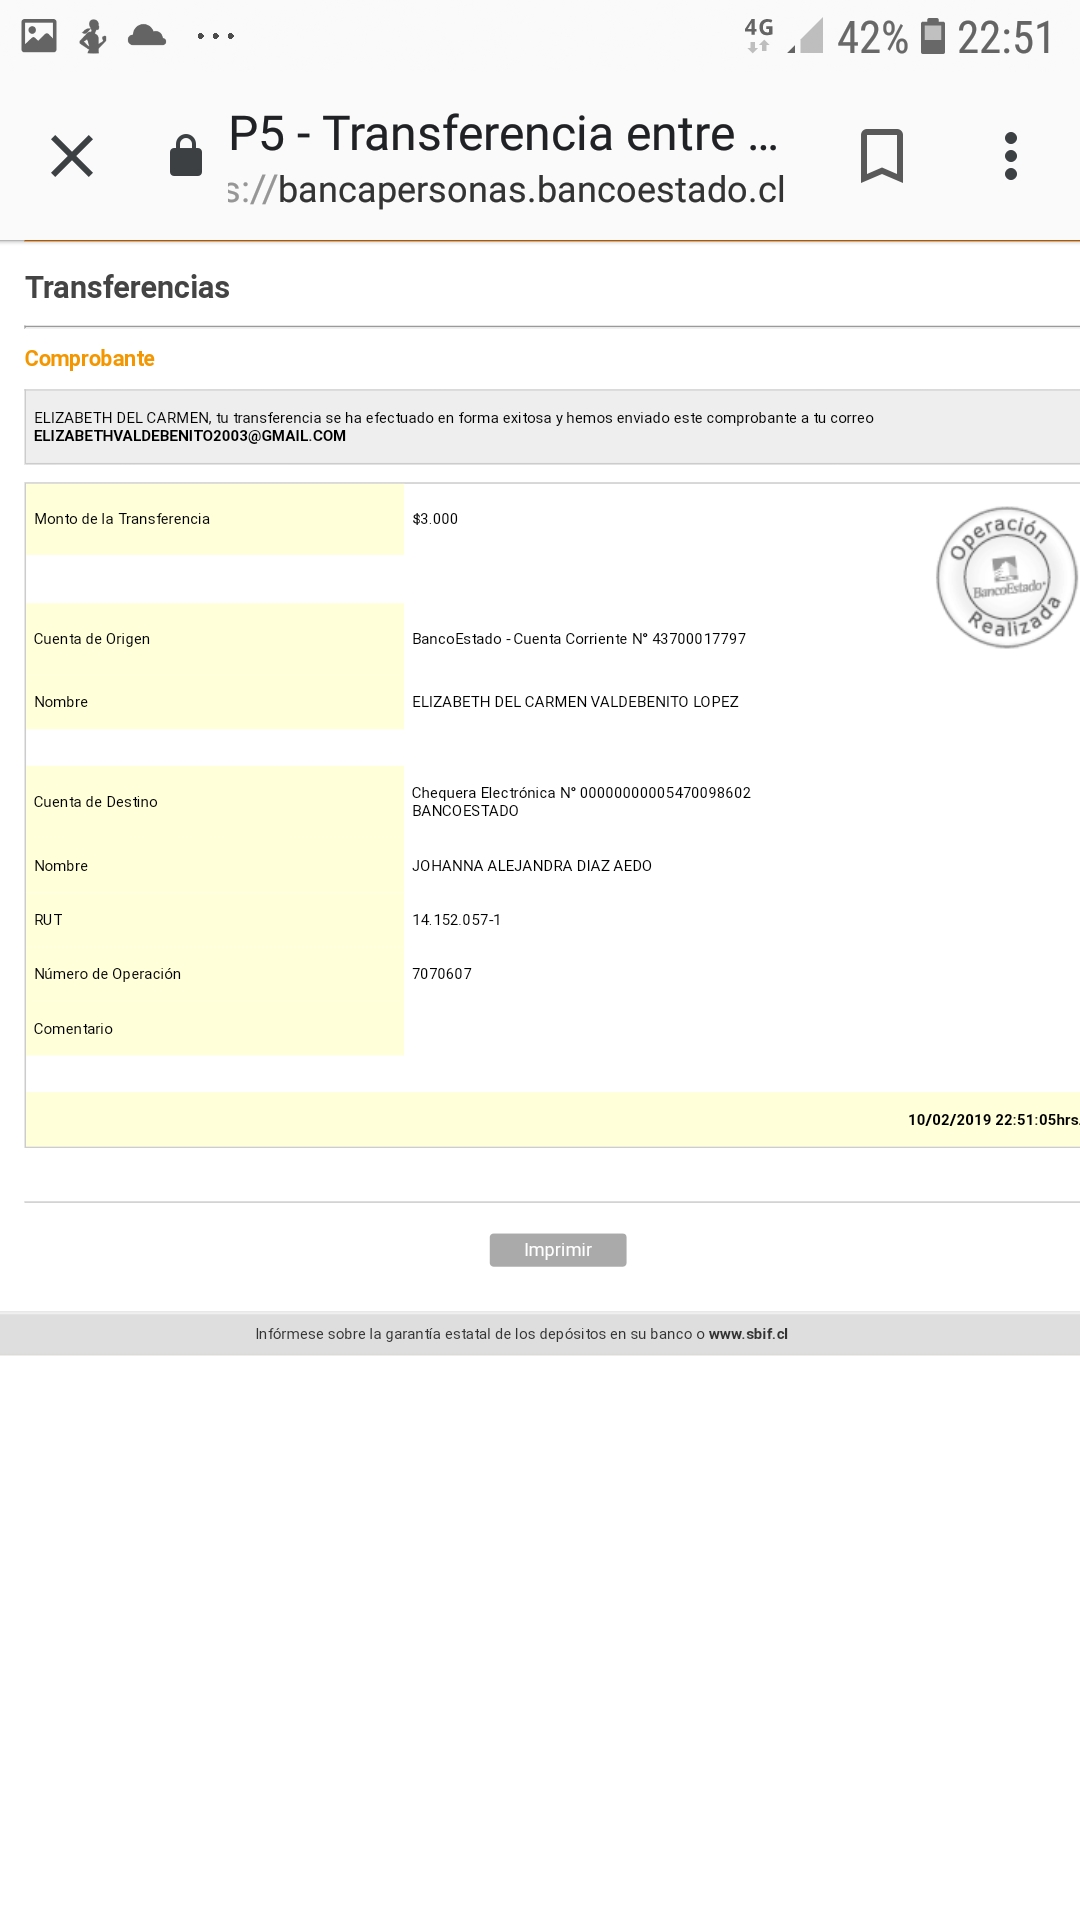 4G 42% 22:51
P5 - Transferencia entre ...
s://bancapersonas.bancoestado.cl
Transferencias
Comprobante
ELIZABETH DEL CARMEN, tu transferencia se ha efectuado en forma exitosa y hemos enviado este comprobante a tu correo
ELIZABETHVALDEBENITO2003@GMAIL.COM
Monto de la Transferencia $3.000
Operación
BancoEstado
Realizada
Cuenta de Origen BancoEstado - Cuenta Corriente N° 43700017797
Nombre ELIZABETH DEL CARMEN VALDEBENITO LOPEZ
Cuenta de Destino Chequera Electrónica N° 00000000005470098602
BANCOESTADO
Nombre JOHANNA ALEJANDRA DIAZ AEDO
RUT 14.152.057-1
Número de Operación 7070607
Comentario
10/02/2019 22:51:05hrs.
Imprimir
Infórmese sobre la garantía estatal de los depósitos en su banco o www.sbif.cl